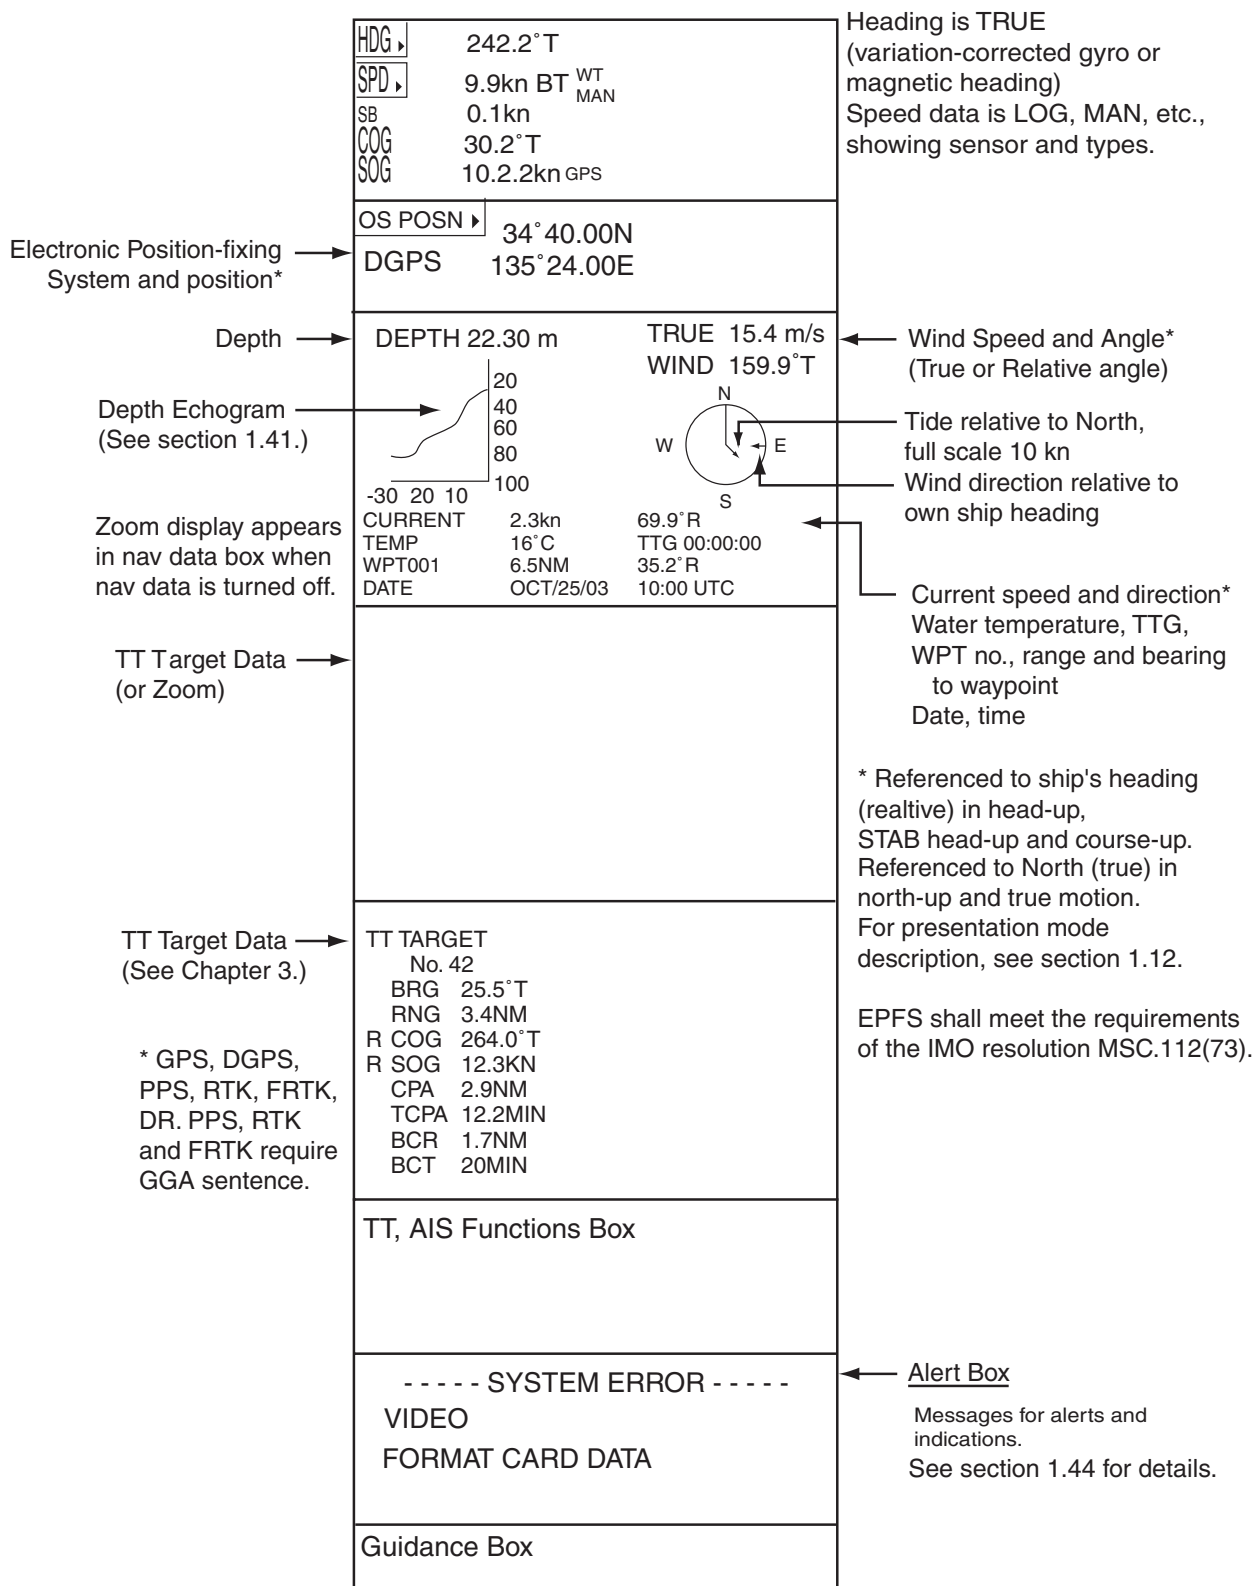 HDG 242.2°T
SPD 9.9kn BT WT MAN
SB 0.1kn
COG 30.2°T
SOG 10.2.2kn GPS
Heading is TRUE
(variation-corrected gyro or
magnetic heading)
Speed data is LOG, MAN, etc.,
showing sensor and types.
OS POSN 34°40.00N
DGPS 135°24.00E
Electronic Position-fixing
System and position*
Depth
DEPTH 22.30 m
TRUE 15.4 m/s
WIND 159.9°T
Wind Speed and Angle*
(True or Relative angle)
Depth Echogram
(See section 1.41.)
20
40
60
80
100
-30 20 10
N
W E
S
Tide relative to North,
full scale 10 kn
Wind direction relative to
own ship heading
Zoom display appears
in nav data box when
nav data is turned off.
CURRENT 2.3kn 69.9°R
TEMP 16°C TTG 00:00:00
WPT001 6.5NM 35.2°R
DATE OCT/25/03 10:00 UTC
Current speed and direction*
Water temperature, TTG,
WPT no., range and bearing
to waypoint
Date, time
TT Target Data
(or Zoom)
* Referenced to ship's heading
(realtive) in head-up,
STAB head-up and course-up.
Referenced to North (true) in
north-up and true motion.
For presentation mode
description, see section 1.12.
EPFS shall meet the requirements
of the IMO resolution MSC.112(73).
TT Target Data
(See Chapter 3.)
* GPS, DGPS,
PPS, RTK, FRTK,
DR. PPS, RTK
and FRTK require
GGA sentence.
TT TARGET
No. 42
BRG 25.5°T
RNG 3.4NM
R COG 264.0°T
R SOG 12.3KN
CPA 2.9NM
TCPA 12.2MIN
BCR 1.7NM
BCT 20MIN
TT, AIS Functions Box
- - - - - SYSTEM ERROR - - - - -
VIDEO
FORMAT CARD DATA
Alert Box
Messages for alerts and
indications.
See section 1.44 for details.
Guidance Box